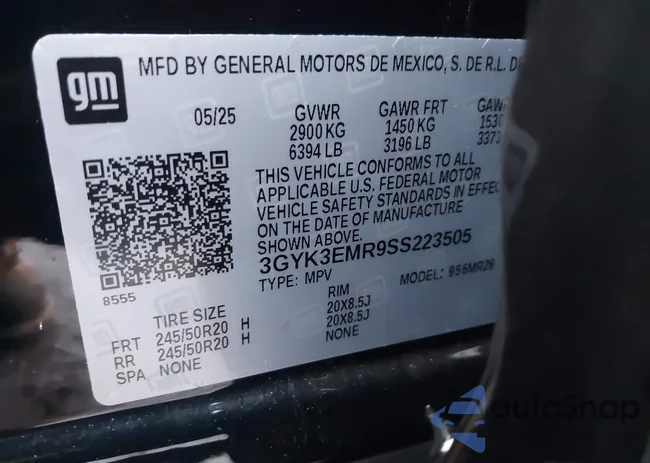 gm
MFD BY GENERAL MOTORS DE MEXICO, S. DE R.L. DE
05/25
GVWR
2900 KG
6394 LB
GAWR FRT
1450 KG
3196 LB
GAWR
1530
3373
THIS VEHICLE CONFORMS TO ALL
APPLICABLE U.S. FEDERAL MOTOR
VEHICLE SAFETY STANDARDS IN EFFEC
ON THE DATE OF MANUFACTURE
SHOWN ABOVE.
3GYK3EMR9SS223505
TYPE: MPV MODEL: 956MR26
8555
TIRE SIZE RIM
FRT 245/50R20 H 20X8.5J
RR 245/50R20 H 20X8.5J
SPA NONE NONE
AutoSnap